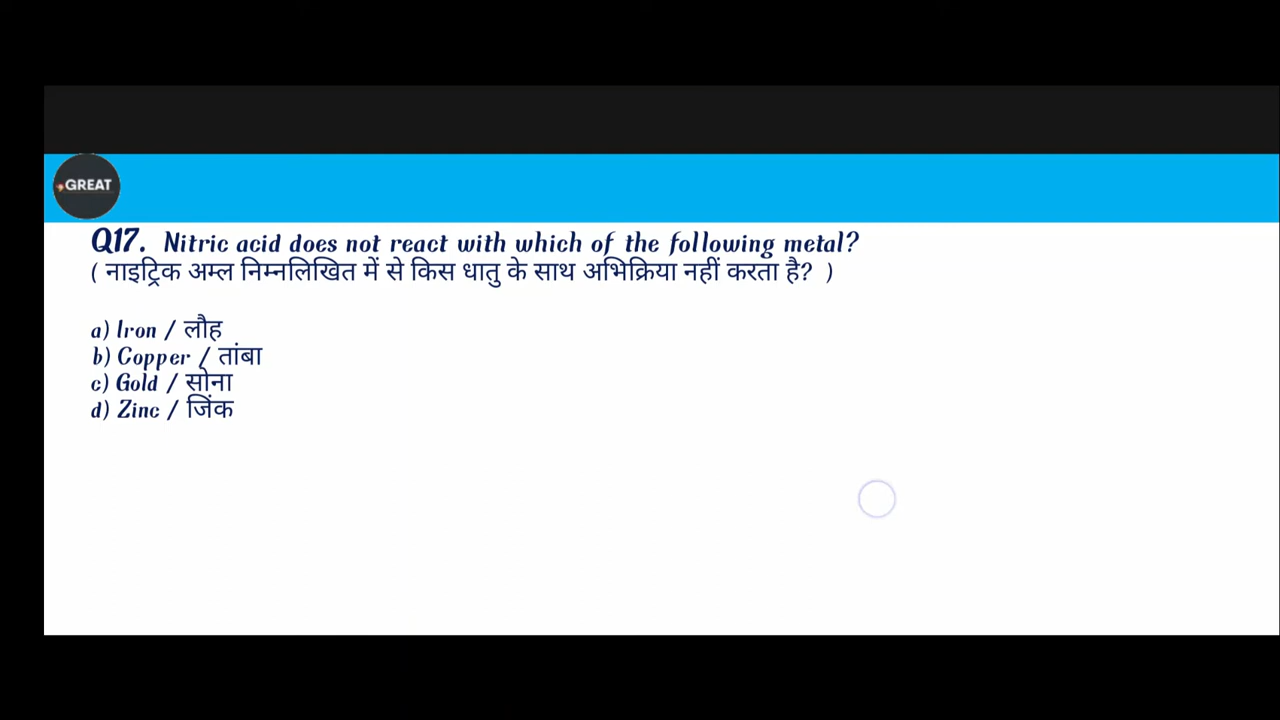 GREAT
Q17. Nitric acid does not react with which of the following metal?
( नाइट्रिक अम्ल निम्नलिखित में से किस धातु के साथ अभिक्रिया नहीं करता है? )
a) Iron / लौह
b) Copper / तांबा
c) Gold / सोना
d) Zinc / जिंक